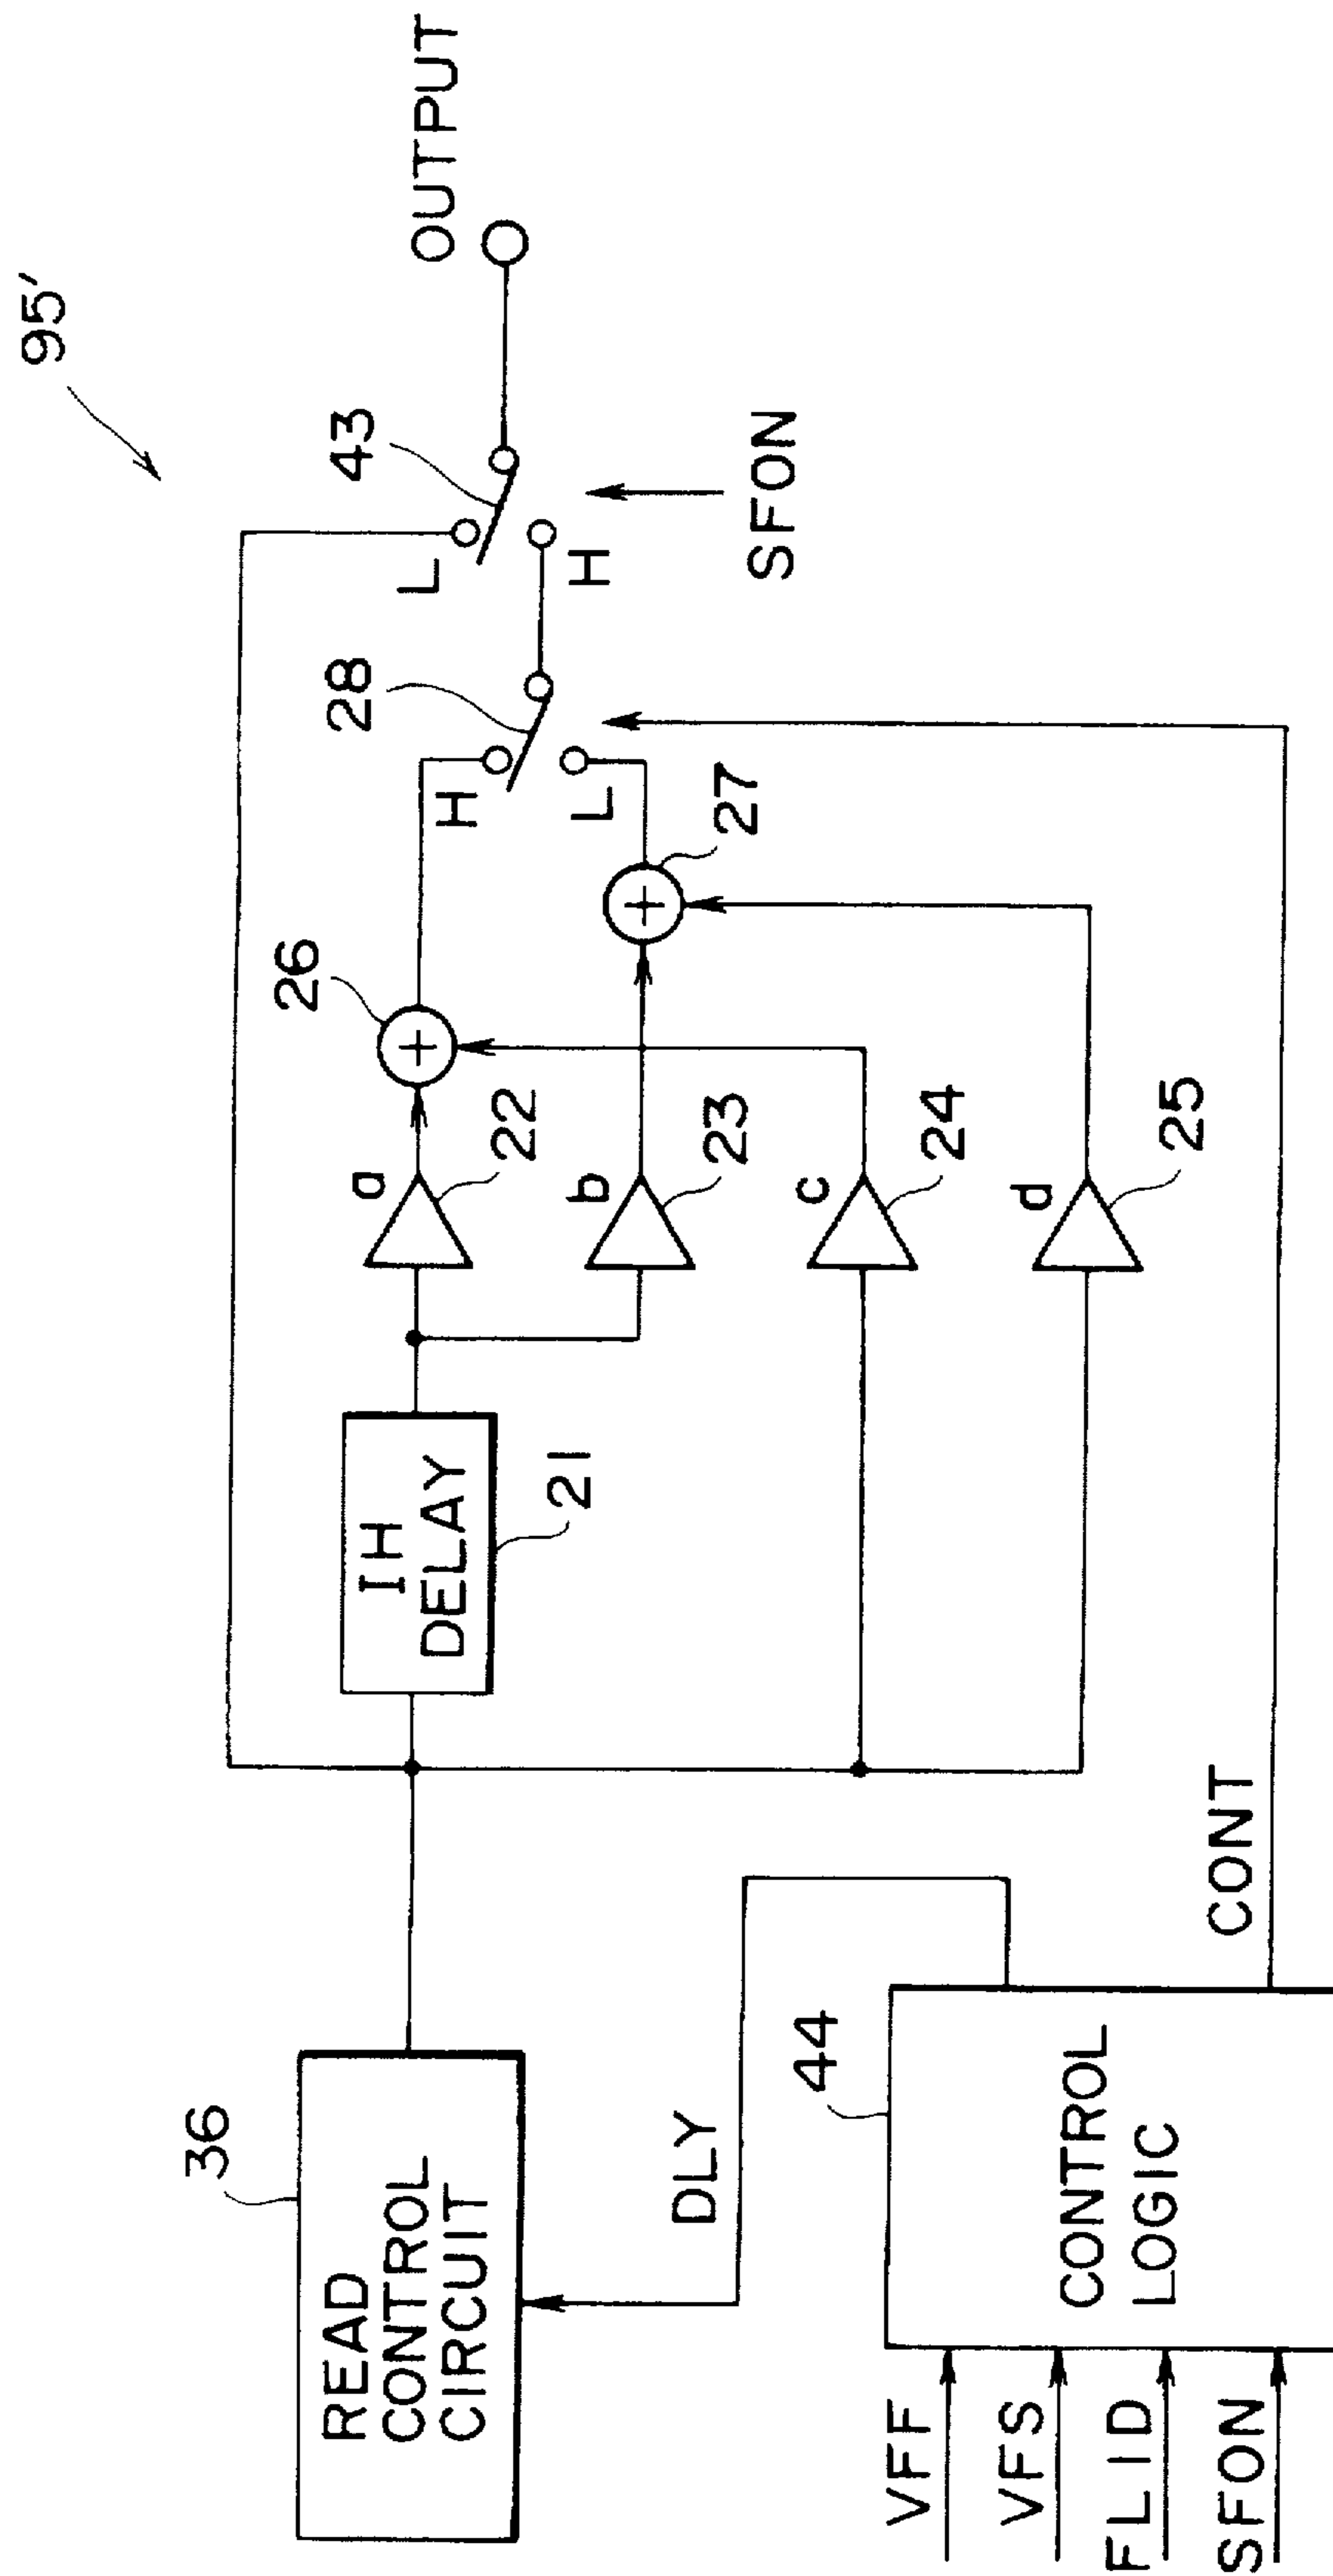 95'
36
READ
CONTROL
CIRCUIT
DLY
44
CONTROL
LOGIC
VFF
VFS
FLID
SFON
CONT
1H
DELAY
21
a
22
b
23
c
24
d
25
26
27
28
H
L
43
L
H
SFON
OUTPUT